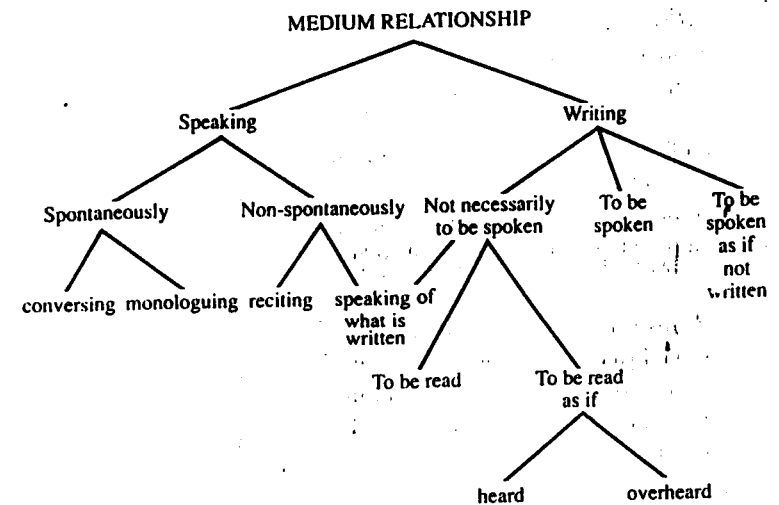 MEDIUM RELATIONSHIP
Speaking
Writing
Spontaneously
Non-spontaneously
Not necessarily
to be spoken
To be
spoken
To be
spoken
as if
not
written
conversing
monologuing
reciting
speaking of
what is
written
To be read
To be read
as if
heard
overheard